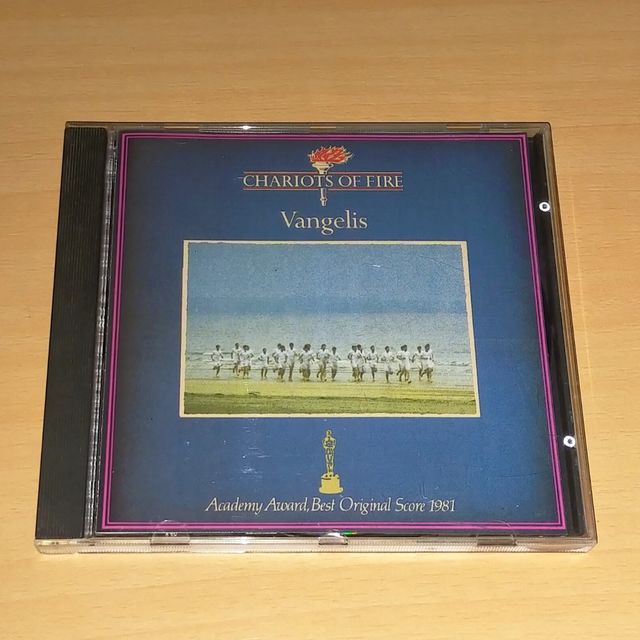 CHARIOTS OF FIRE
Vangelis
Academy Award, Best Original Score 1981